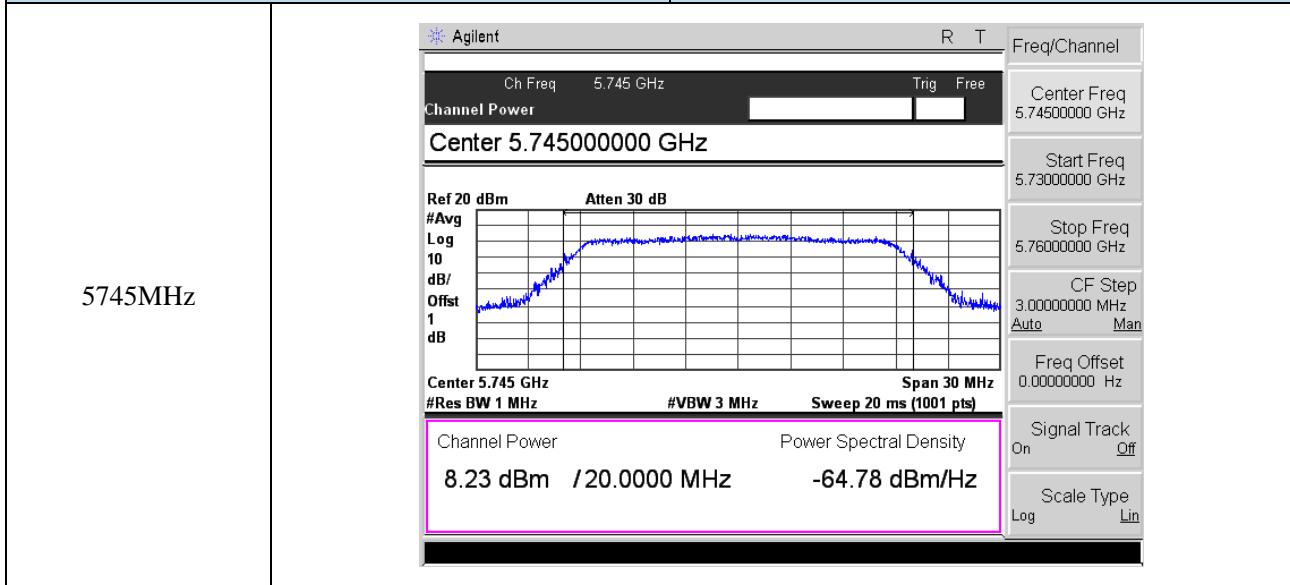 5745MHz
Agilent R T
Ch Freq 5.745 GHz Trig Free
Channel Power
Center 5.745000000 GHz
Ref 20 dBm Atten 30 dB
#Avg
Log
10
dB/
Offst
1
dB
Center 5.745 GHz Span 30 MHz
#Res BW 1 MHz #VBW 3 MHz Sweep 20 ms (1001 pts)
Channel Power Power Spectral Density
8.23 dBm / 20.0000 MHz -64.78 dBm/Hz
Freq/Channel
Center Freq
5.74500000 GHz
Start Freq
5.73000000 GHz
Stop Freq
5.76000000 GHz
CF Step
3.00000000 MHz
Auto Man
Freq Offset
0.00000000 Hz
Signal Track
On Off
Scale Type
Log Lin